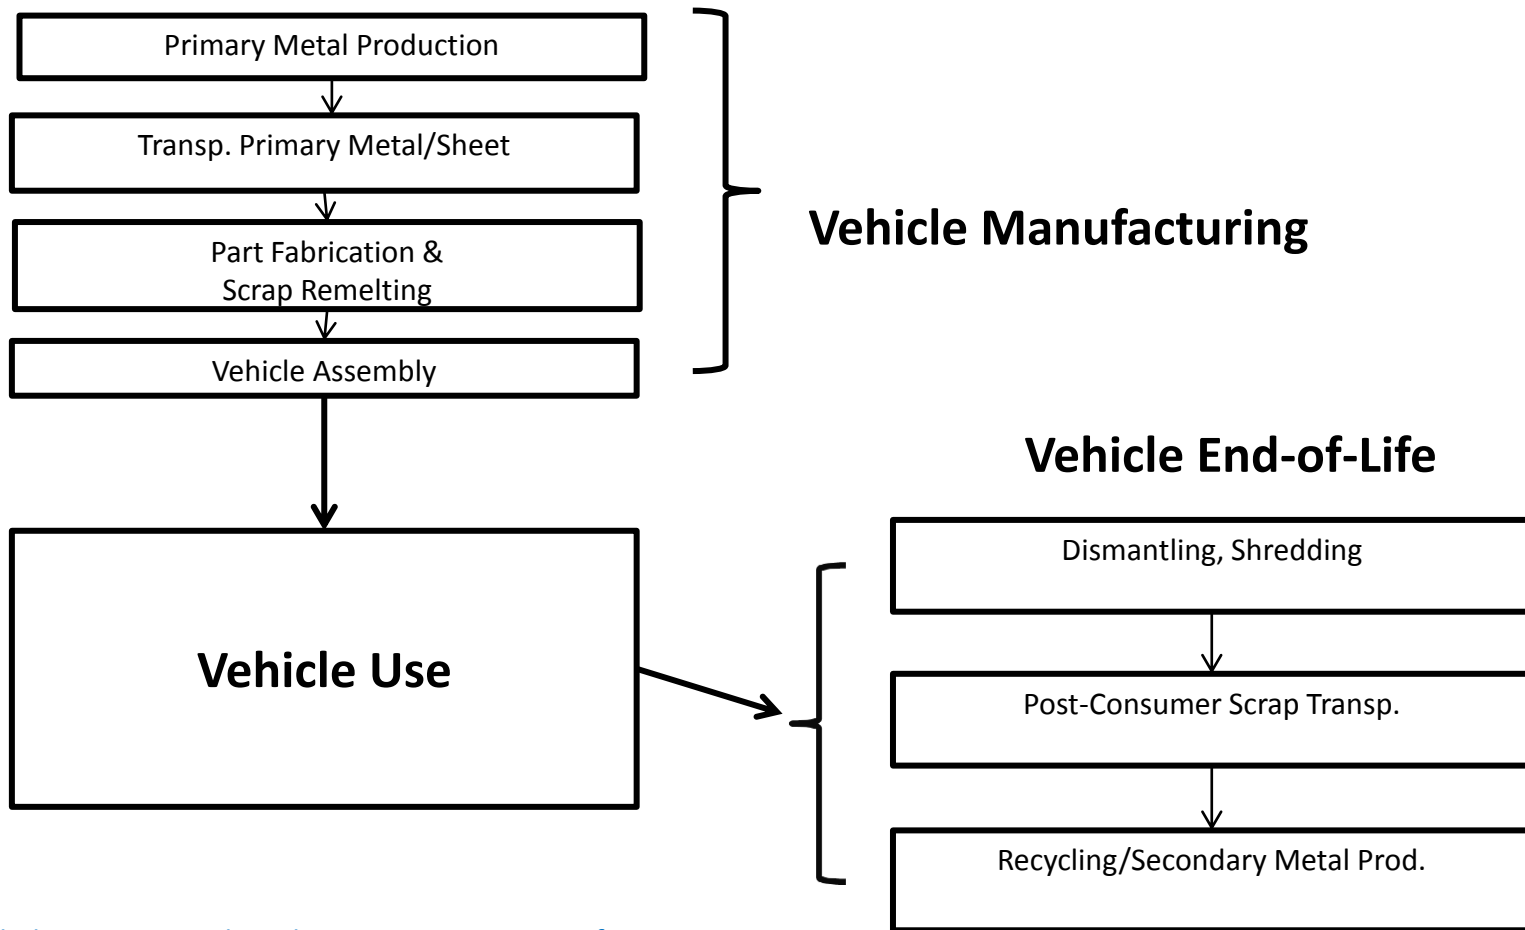 Primary Metal Production
Transp. Primary Metal/Sheet
Part Fabrication &
Scrap Remelting
Vehicle Assembly
Vehicle Manufacturing
Vehicle Use
Vehicle End-of-Life
Dismantling, Shredding
Post-Consumer Scrap Transp.
Recycling/Secondary Metal Prod.